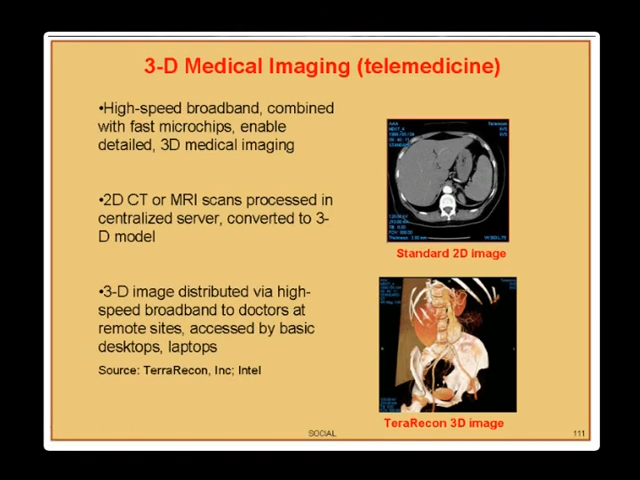 3-D Medical Imaging (telemedicine)
•High-speed broadband, combined
with fast microchips, enable
detailed, 3D medical imaging
•2D CT or MRI scans processed in
centralized server, converted to 3-
D model
•3-D image distributed via high-
speed broadband to doctors at
remote sites, accessed by basic
desktops, laptops
Source: TerraRecon, Inc; Intel
Standard 2D image
TeraRecon 3D image
SOCIAL
111